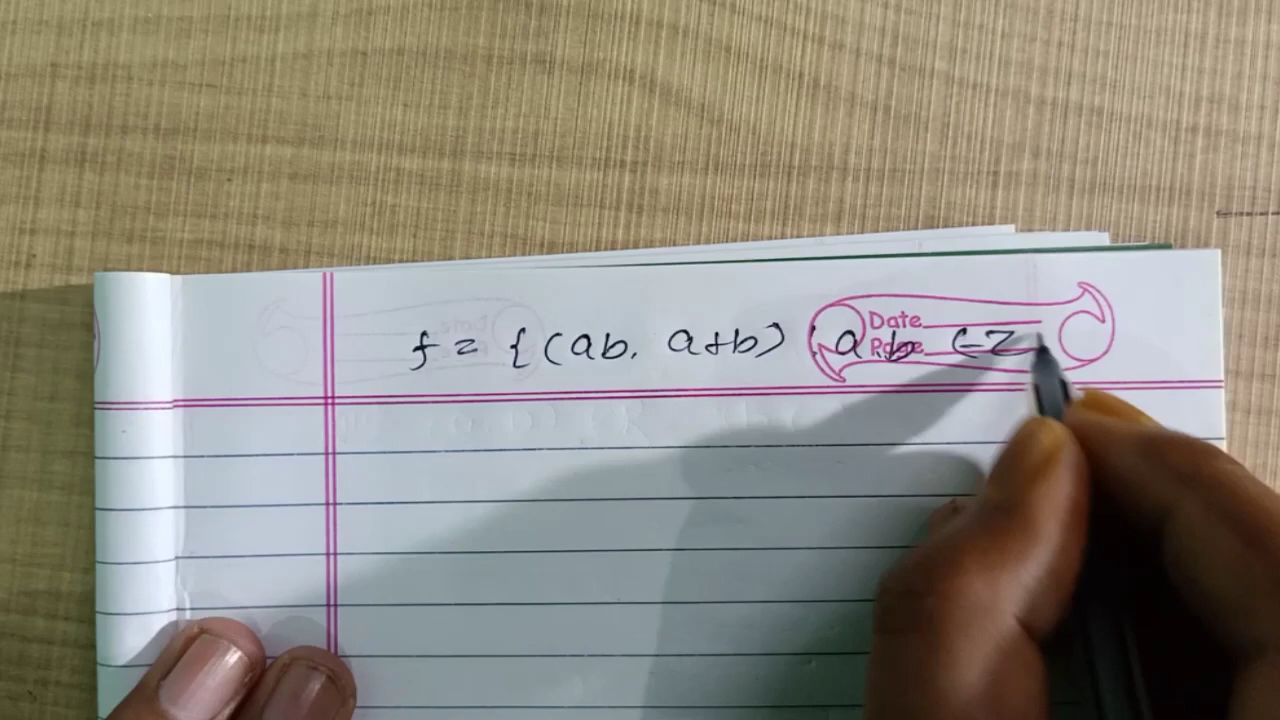 f = {(ab, a+b) : a,b ∈ Z
Date
Page